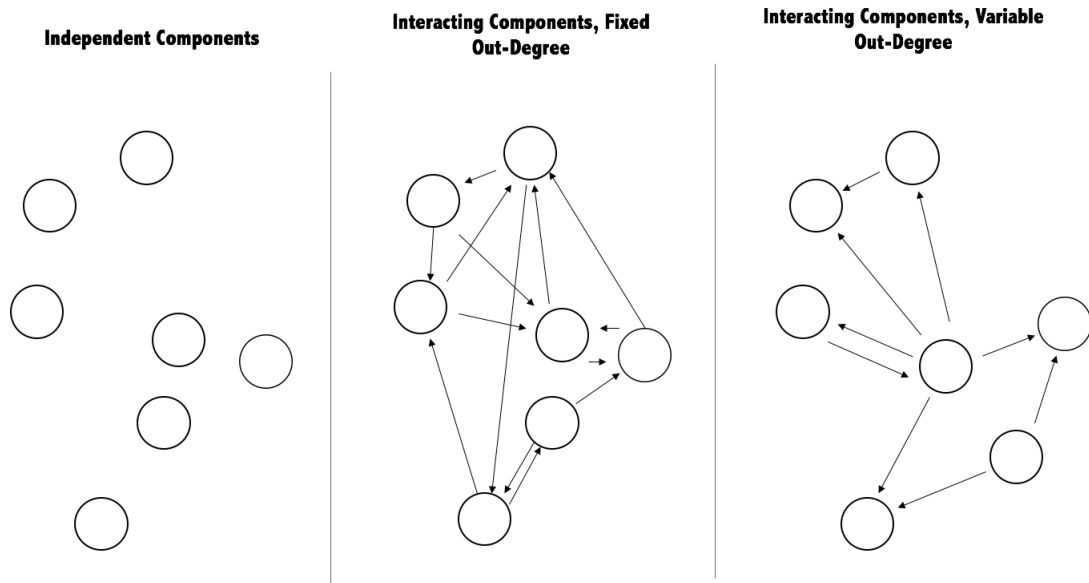 Independent Components
Interacting Components, Fixed
Out-Degree
Interacting Components, Variable
Out-Degree